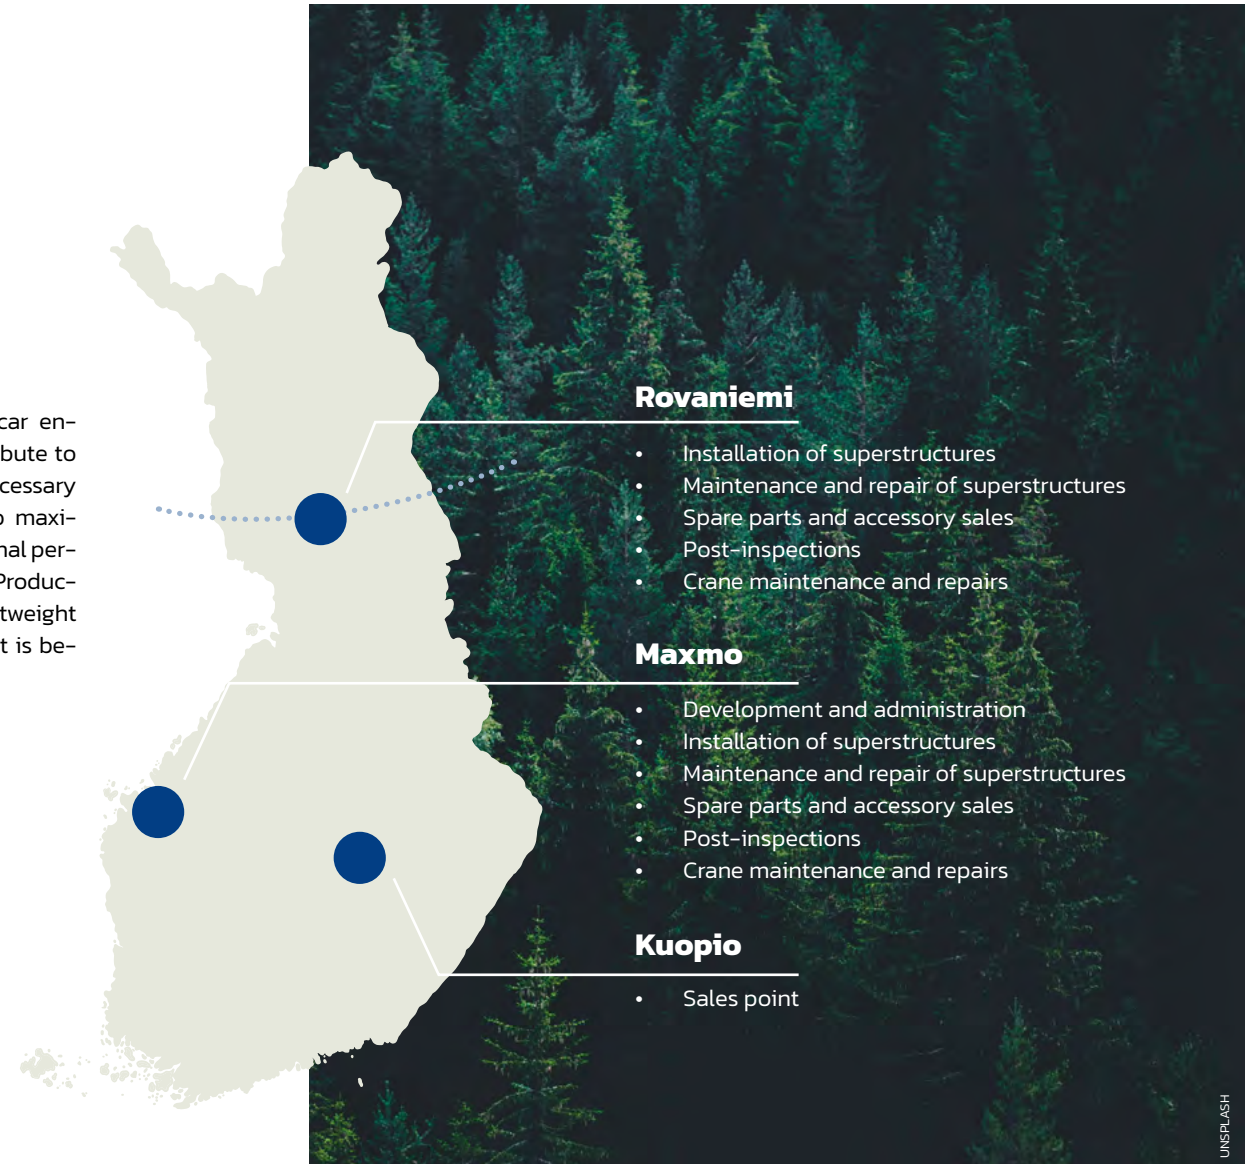 car en-
bute to
cessary
o maxi-
nal per-
Produc-
tweight
t is be-
Rovaniemi
• Installation of superstructures
• Maintenance and repair of superstructures
• Spare parts and accessory sales
• Post-inspections
• Crane maintenance and repairs
Maxmo
• Development and administration
• Installation of superstructures
• Maintenance and repair of superstructures
• Spare parts and accessory sales
• Post-inspections
• Crane maintenance and repairs
Kuopio
• Sales point
UNSPLASH